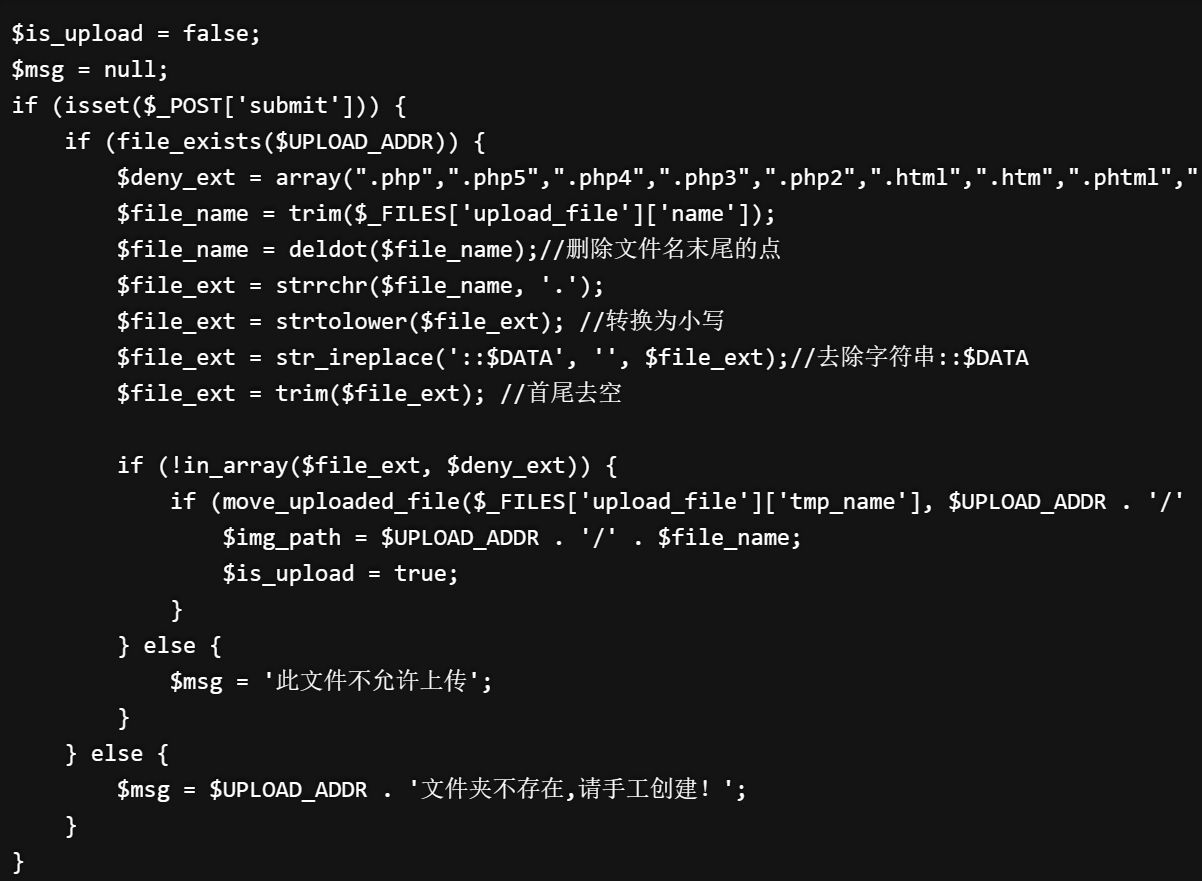 $is_upload = false;
$msg = null;
if (isset($_POST['submit'])) {
    if (file_exists($UPLOAD_ADDR)) {
        $deny_ext = array(".php",".php5",".php4",".php3",".php2",".html",".htm",".phtml","
        $file_name = trim($_FILES['upload_file']['name']);
        $file_name = deldot($file_name);//删除文件名末尾的点
        $file_ext = strrchr($file_name, '.');
        $file_ext = strtolower($file_ext); //转换为小写
        $file_ext = str_ireplace('::$DATA', '', $file_ext);//去除字符串::$DATA
        $file_ext = trim($file_ext); //首尾去空

        if (!in_array($file_ext, $deny_ext)) {
            if (move_uploaded_file($_FILES['upload_file']['tmp_name'], $UPLOAD_ADDR . '/'
                $img_path = $UPLOAD_ADDR . '/' . $file_name;
                $is_upload = true;
            }
        } else {
            $msg = '此文件不允许上传';
        }
    } else {
        $msg = $UPLOAD_ADDR . '文件夹不存在,请手工创建！';
    }
}